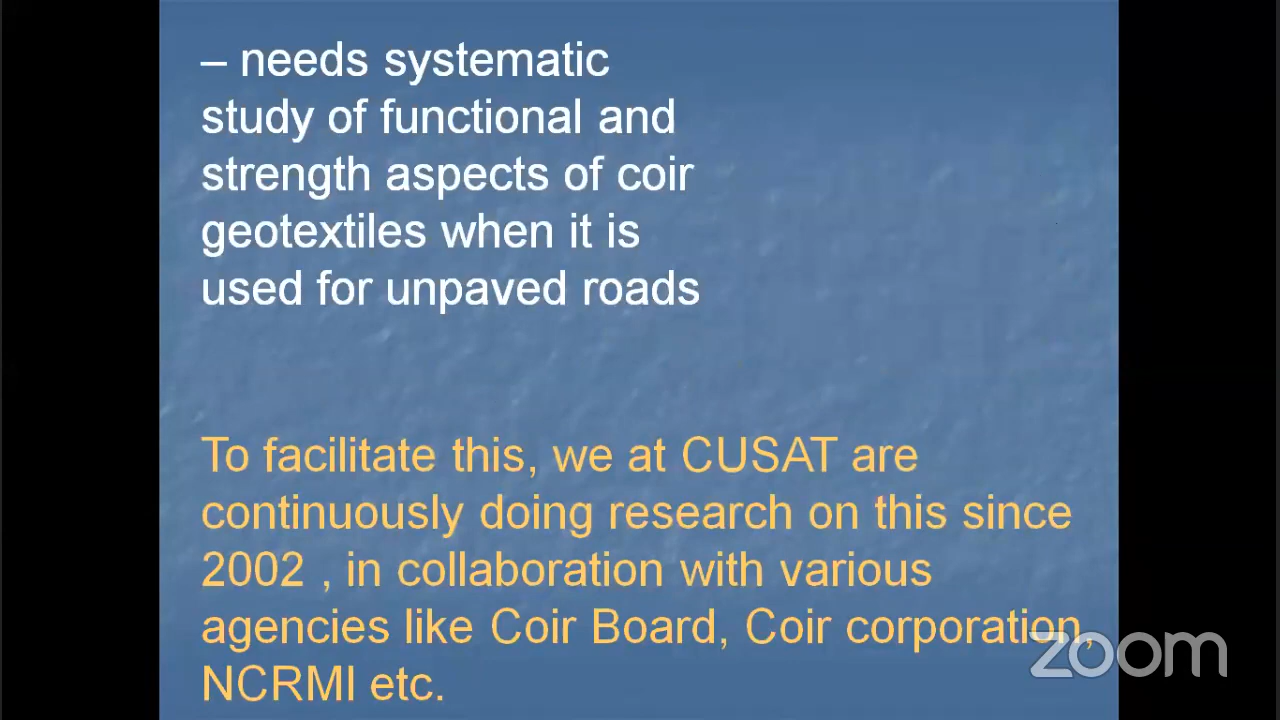 – needs systematic
study of functional and
strength aspects of coir
geotextiles when it is
used for unpaved roads
To facilitate this, we at CUSAT are
continuously doing research on this since
2002 , in collaboration with various
agencies like Coir Board, Coir corporation,
NCRMI etc.
zoom